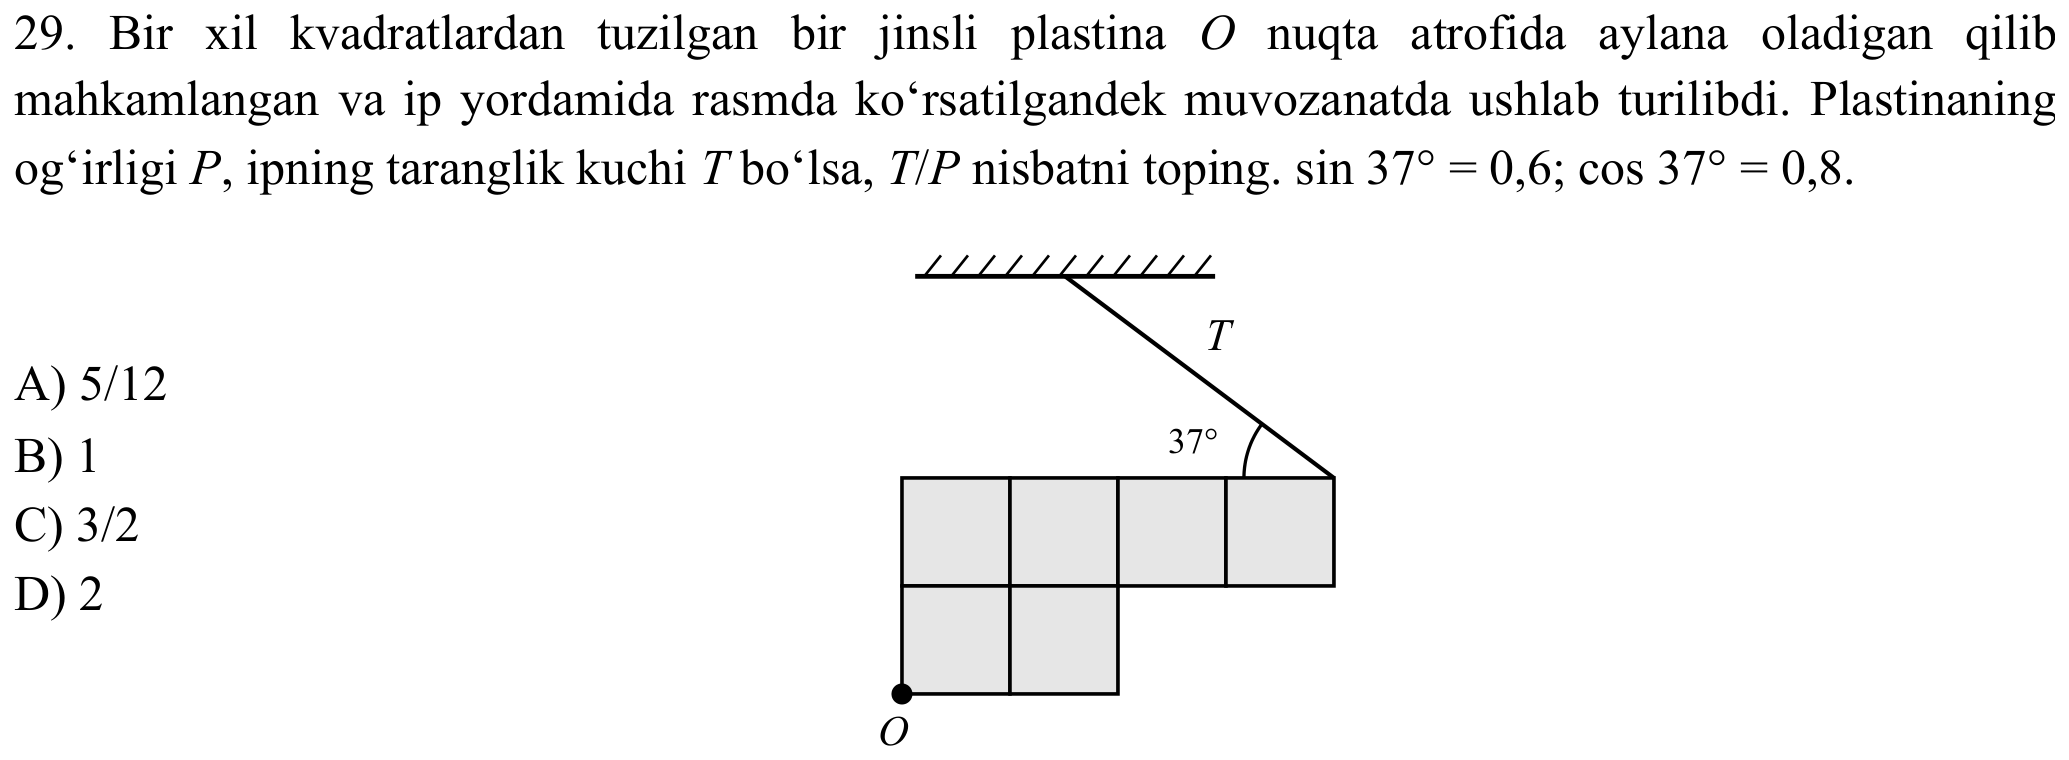 29. Bir xil kvadratlardan tuzilgan bir jinsli plastina O nuqta atrofida aylana oladigan qilib
mahkamlangan va ip yordamida rasmda ko‘rsatilgandek muvozanatda ushlab turilibdi. Plastinaning
og‘irligi P, ipning taranglik kuchi T bo‘lsa, T/P nisbatni toping. sin 37° = 0,6; cos 37° = 0,8.
T
A) 5/12
37°
B) 1
C) 3/2
D) 2
O